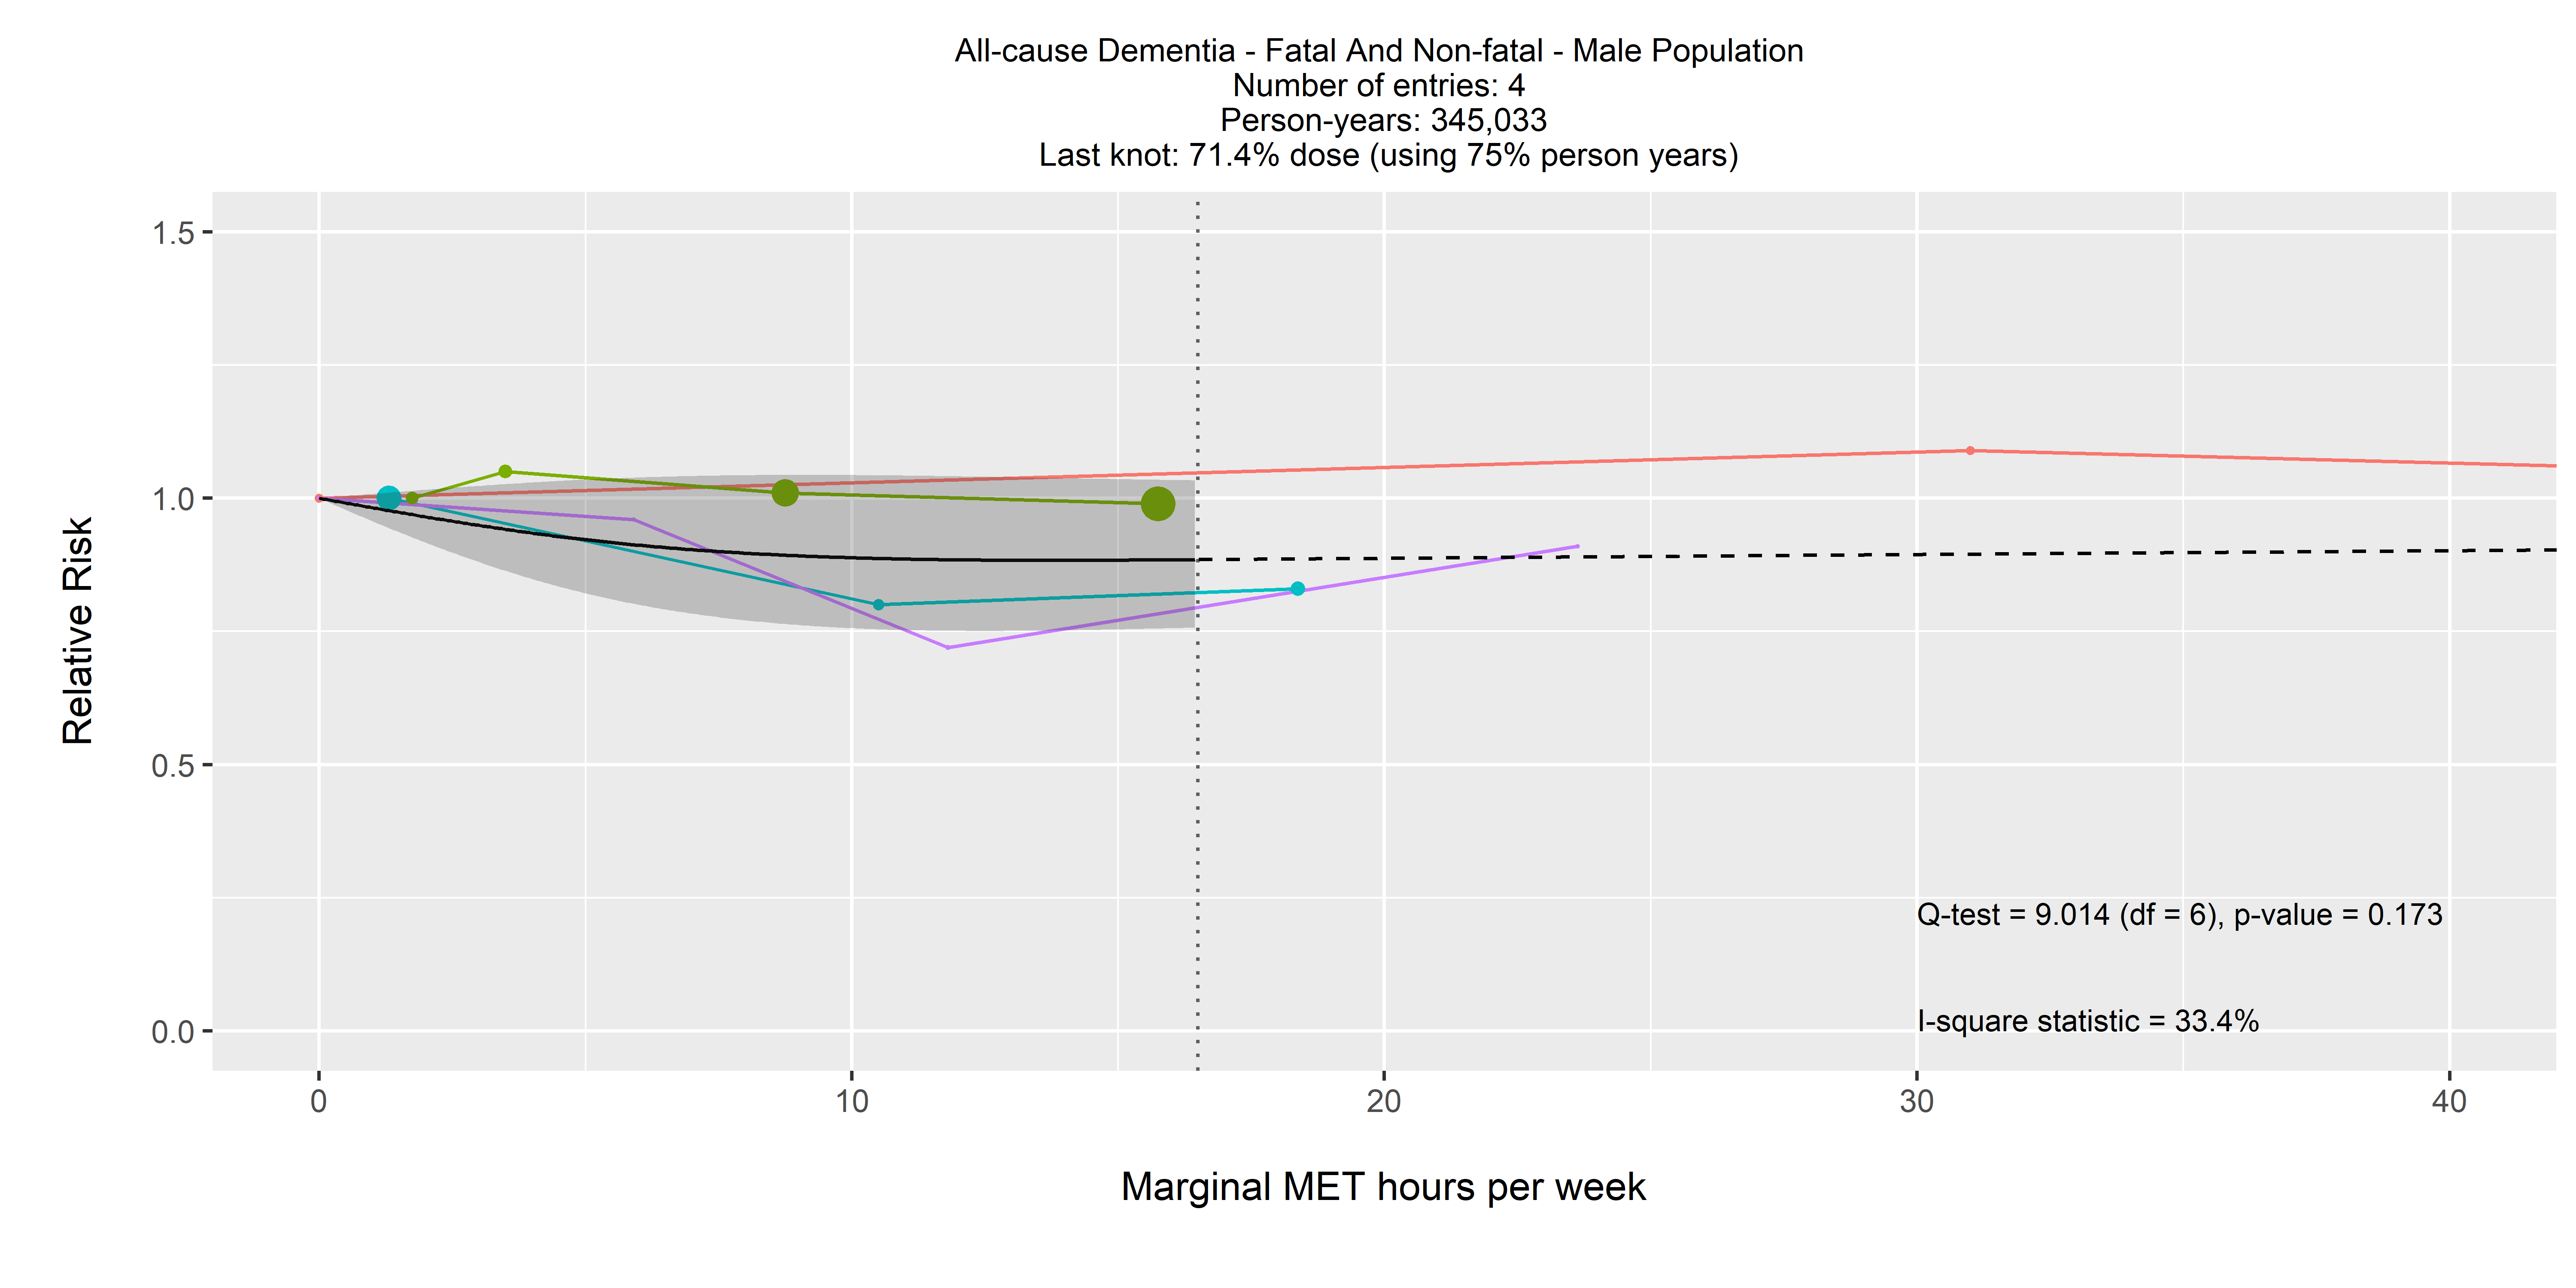 All-cause Dementia - Fatal And Non-fatal - Male Population
Number of entries: 4
Person-years: 345,033
Last knot: 71.4% dose (using 75% person years)
1.5
1.0
0.5
0.0
Relative Risk
Q-test = 9.014 (df = 6), p-value = 0.173
I-square statistic = 33.4%
0 10 20 30 40
Marginal MET hours per week